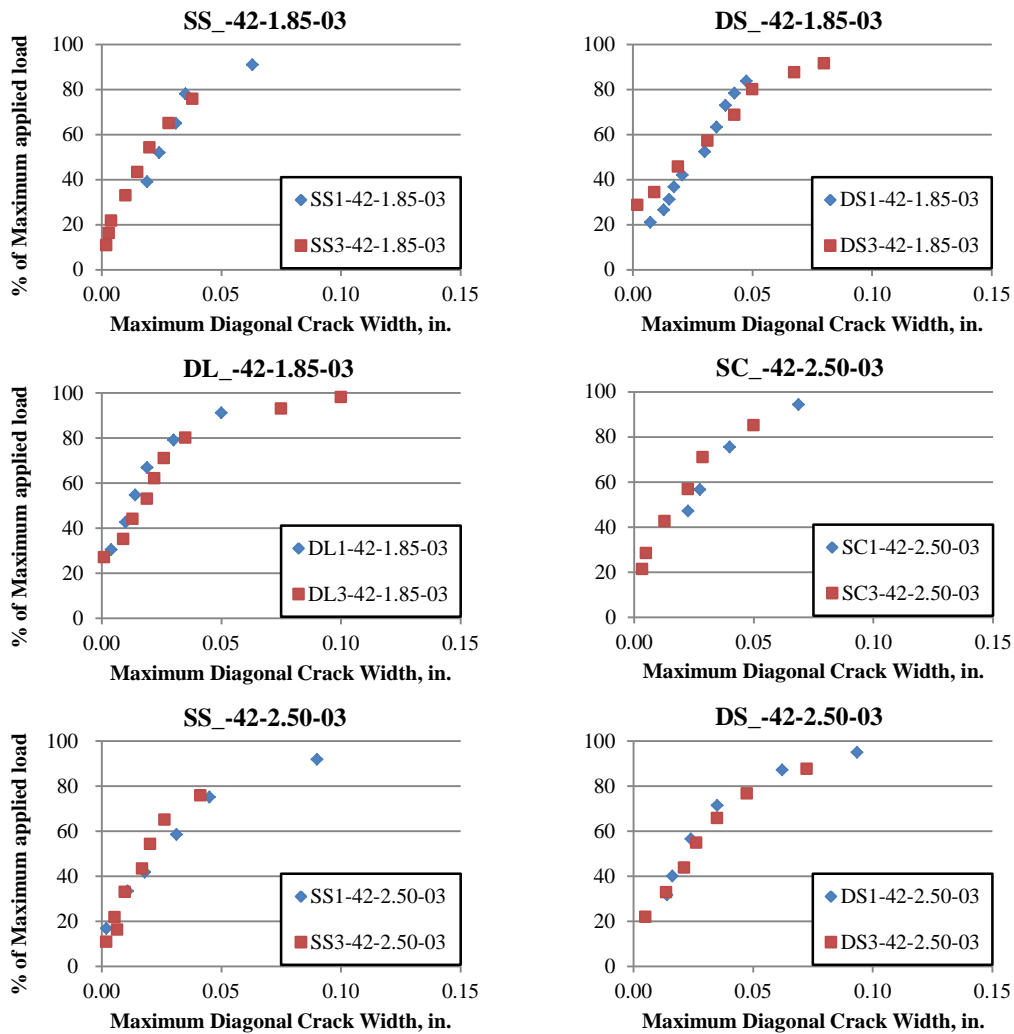 SS_-42-1.85-03
% of Maximum applied load
100
80
60
40
20
0
0.00 0.05 0.10 0.15
SS1-42-1.85-03
SS3-42-1.85-03
Maximum Diagonal Crack Width, in.
DS_-42-1.85-03
100
80
60
40
20
0
0.00 0.05 0.10 0.15
DS1-42-1.85-03
DS3-42-1.85-03
Maximum Diagonal Crack Width, in.
DL_-42-1.85-03
% of Maximum applied load
100
80
60
40
20
0
0.00 0.05 0.10 0.15
DL1-42-1.85-03
DL3-42-1.85-03
Maximum Diagonal Crack Width, in.
SC_-42-2.50-03
100
80
60
40
20
0
0.00 0.05 0.10 0.15
SC1-42-2.50-03
SC3-42-2.50-03
Maximum Diagonal Crack Width, in.
SS_-42-2.50-03
% of Maximum applied load
100
80
60
40
20
0
0.00 0.05 0.10 0.15
SS1-42-2.50-03
SS3-42-2.50-03
Maximum Diagonal Crack Width, in.
DS_-42-2.50-03
100
80
60
40
20
0
0.00 0.05 0.10 0.15
DS1-42-2.50-03
DS3-42-2.50-03
Maximum Diagonal Crack Width, in.